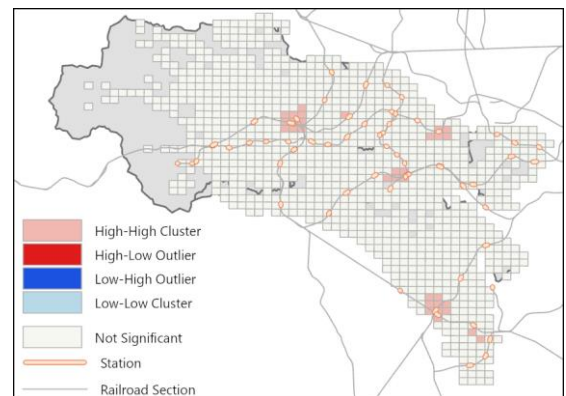 High-High Cluster
High-Low Outlier
Low-High Outlier
Low-Low Cluster
Not Significant
Station
Railroad Section